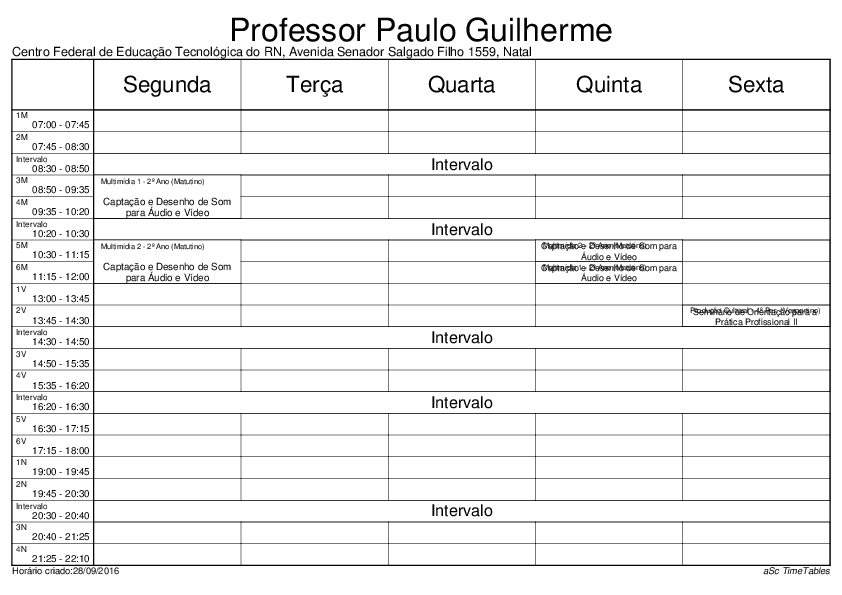 Professor Paulo Guilherme
Centro Federal de Educação Tecnológica do RN, Avenida Senador Salgado Filho 1559, Natal
Segunda Terça Quarta Quinta Sexta
1M
07:00 - 07:45
2M
07:45 - 08:30
Intervalo
08:30 - 08:50
Intervalo
3M
08:50 - 09:35
Multimídia 1 - 2º Ano (Matutino)
Captação e Desenho de Som
para Áudio e Vídeo
4M
09:35 - 10:20
Intervalo
10:20 - 10:30
Intervalo
5M
10:30 - 11:15
Multimídia 2 - 2º Ano (Matutino)
Captação e Desenho de Som
para Áudio e Vídeo
Captação e Desenho de Som para
Áudio e Vídeo
6M
11:15 - 12:00
Captação e Desenho de Som para
Áudio e Vídeo
1V
13:00 - 13:45
2V
13:45 - 14:30
Seminário de Orientação para a
Prática Profissional II
Intervalo
14:30 - 14:50
Intervalo
3V
14:50 - 15:35
4V
15:35 - 16:20
Intervalo
16:20 - 16:30
Intervalo
5V
16:30 - 17:15
6V
17:15 - 18:00
1N
19:00 - 19:45
2N
19:45 - 20:30
Intervalo
20:30 - 20:40
Intervalo
3N
20:40 - 21:25
4N
21:25 - 22:10
Horário criado:28/09/2016
aSc TimeTables